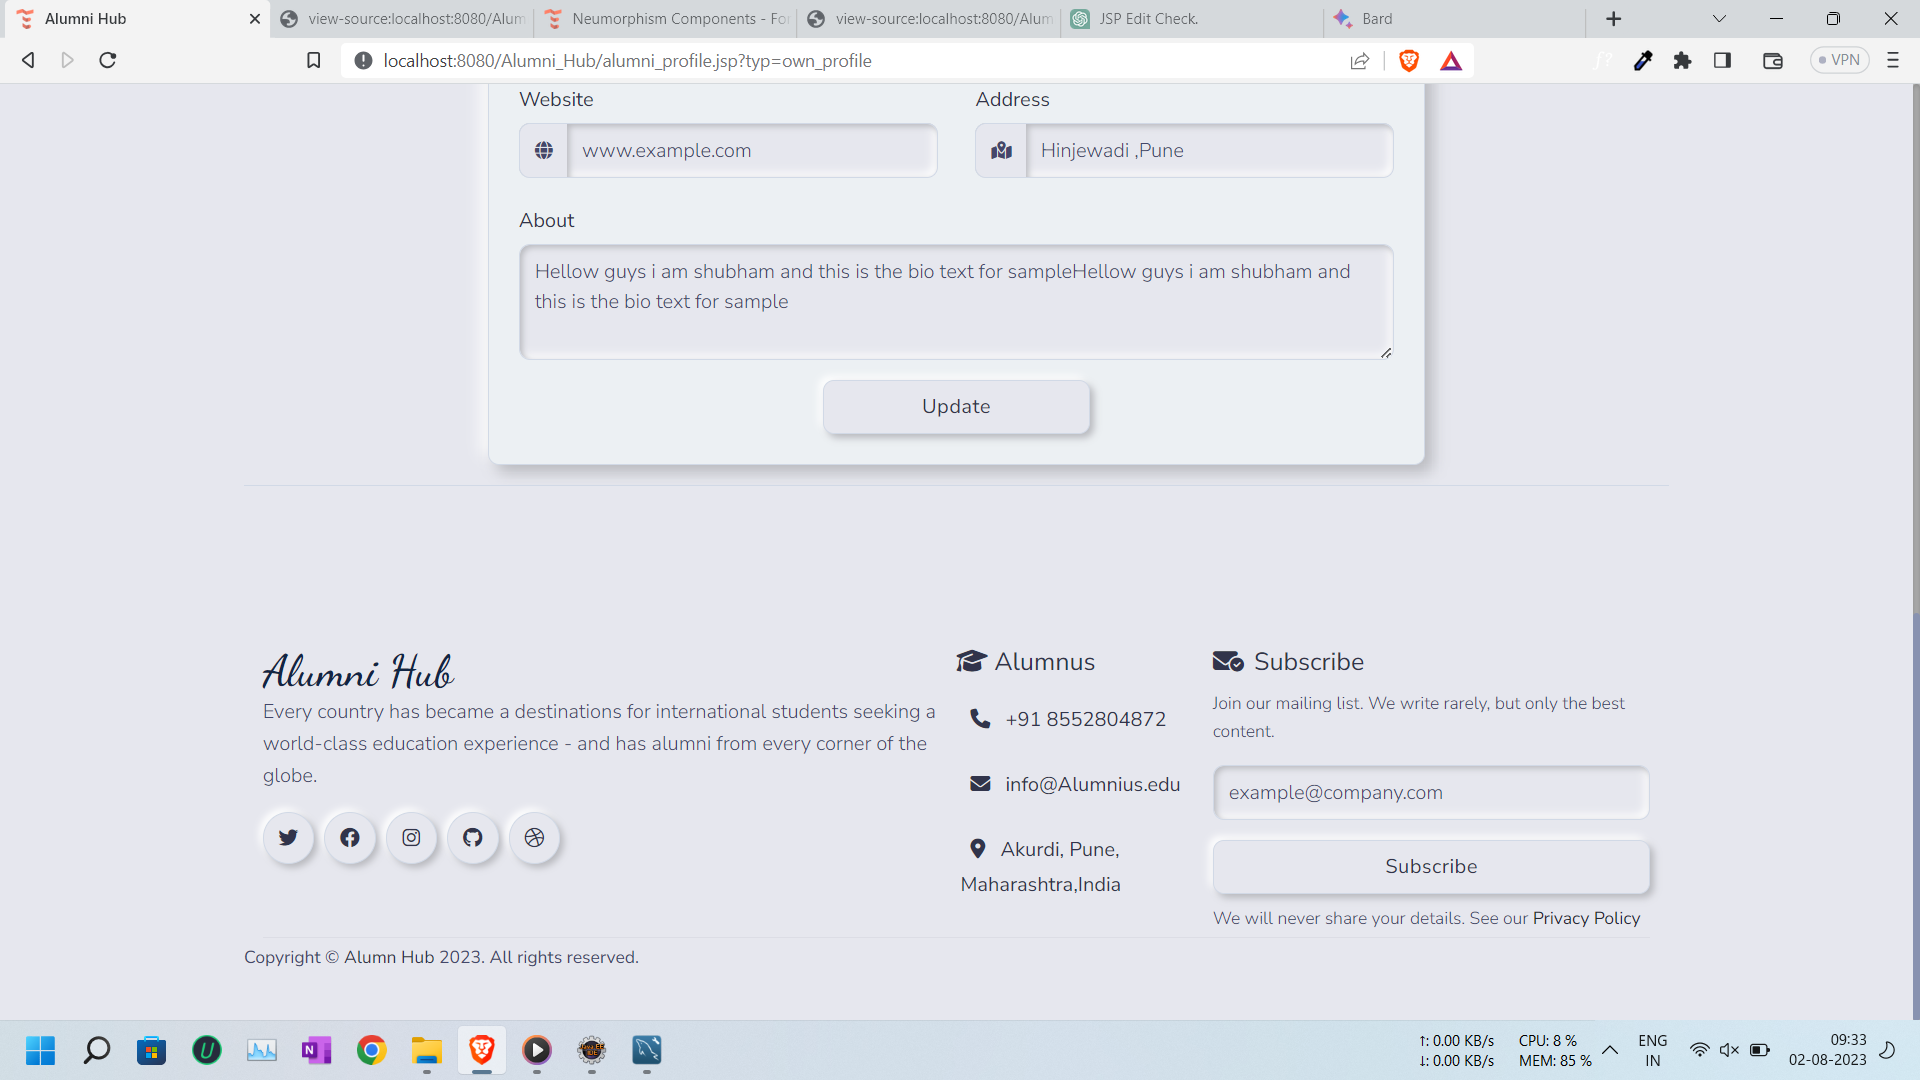 Alumni Hub
view-source:localhost:8080/Alum
Neumorphism Components - For
view-source:localhost:8080/Alum
JSP Edit Check.
Bard
localhost:8080/Alumni_Hub/alumni_profile.jsp?typ=own_profile
f?
VPN
Website
Address
www.example.com
Hinjewadi ,Pune
About
Hellow guys i am shubham and this is the bio text for sampleHellow guys i am shubham and
this is the bio text for sample
Update
Alumni Hub
Every country has became a destinations for international students seeking a
world-class education experience - and has alumni from every corner of the
globe.
Alumnus
+91 8552804872
info@Alumnius.edu
Akurdi, Pune,
Maharashtra,India
Subscribe
Join our mailing list. We write rarely, but only the best
content.
example@company.com
Subscribe
We will never share your details. See our Privacy Policy
Copyright © Alumn Hub 2023. All rights reserved.
↑: 0.00 KB/s
↓: 0.00 KB/s
CPU: 8 %
MEM: 85 %
ENG
IN
09:33
02-08-2023